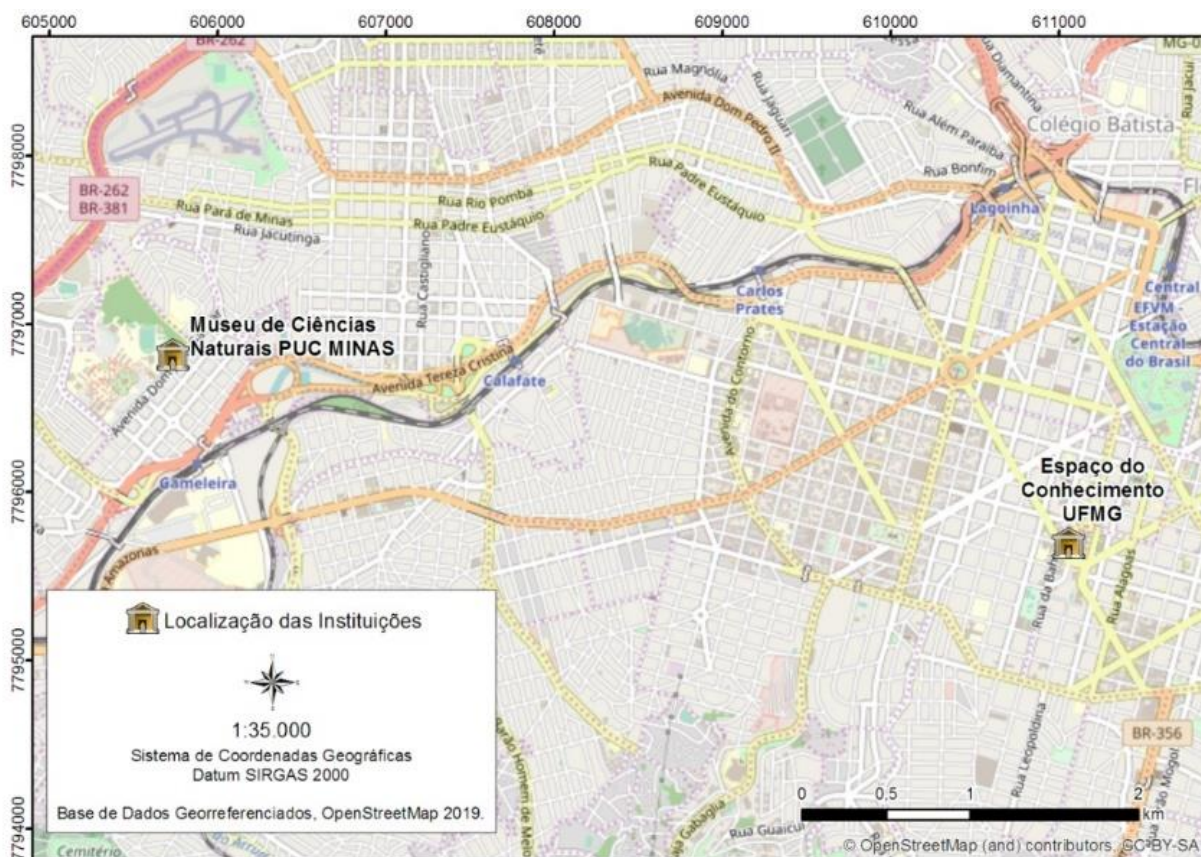 605000 606000 607000 608000 609000 610000 611000
7798000
7797000
7796000
7795000
7794000
BR-262
Rua Magnólia
Avenida Dom Pedro II
Rua Jaguari
Rua Diamantina
Rua Além Paraíba
Colégio Batista
Rua Bonfim
Rua Jacuí
BR-262
BR-381
Rua Pará de Minas
Rua Rio Pomba
Rua Padre Eustáquio
Rua Padre Eustáquio
Rua Jacutinga
Rua Castigliano
Lagoinha
Carlos
Prates
Central
EFVM -
Estação
Central
do Brasil
Museu de Ciências
Naturais PUC MINAS
Avenida Tereza Cristina
Calafate
Avenida do Contorno
Gameleira
Amazonas
Espaço do
Conhecimento
UFMG
Rua da Bahia
Rua Alagoas
Rua Leopoldina
BR-356
Barão Homem de Melo
Rua Guaicuí
Cemitério
Localização das Instituições
1:35.000
Sistema de Coordenadas Geográficas
Datum SIRGAS 2000
Base de Dados Georreferenciados, OpenStreetMap 2019.
0 0,5 1 2
km
© OpenStreetMap (and) contributors, CC-BY-SA